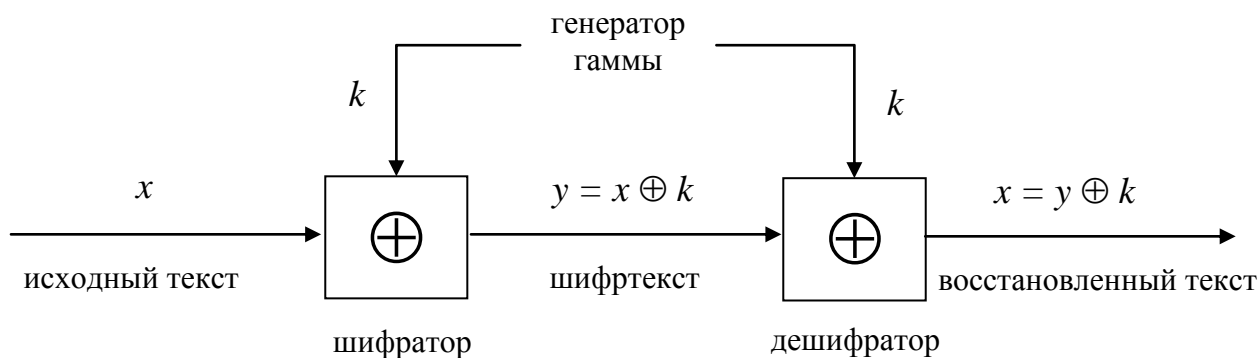 генератор
гаммы
k
k
x
y = x ⊕ k
x = y ⊕ k
⊕
⊕
исходный текст
шифртекст
восстановленный текст
шифратор
дешифратор